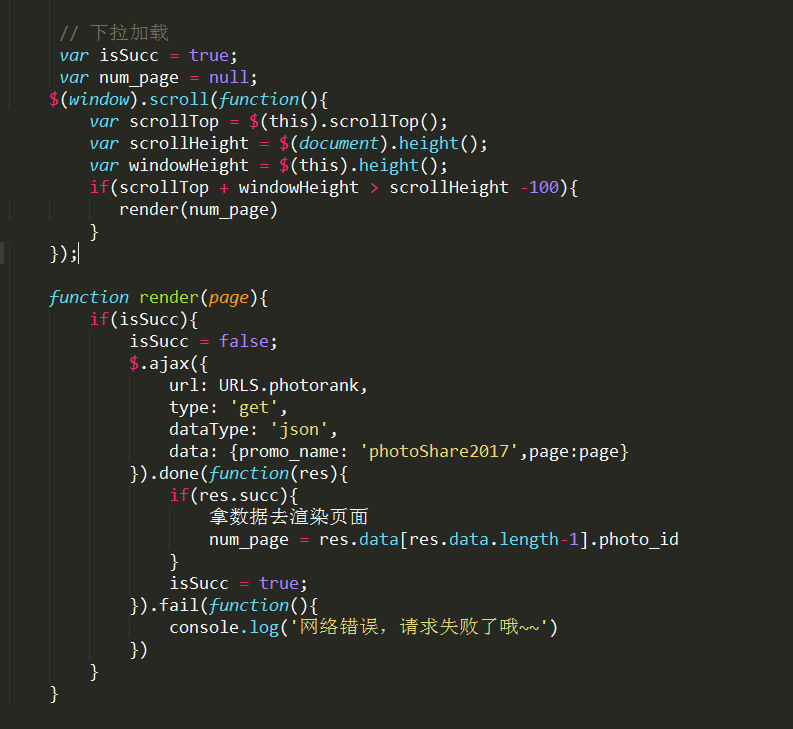 // 下拉加载
var isSucc = true;
var num_page = null;
$(window).scroll(function(){
var scrollTop = $(this).scrollTop();
var scrollHeight = $(document).height();
var windowHeight = $(this).height();
if(scrollTop + windowHeight > scrollHeight -100){
render(num_page)
}
});
function render(page){
if(isSucc){
isSucc = false;
$.ajax({
url: URLS.photorank,
type: 'get',
dataType: 'json',
data: {promo_name: 'photoShare2017',page:page}
}).done(function(res){
if(res.succ){
拿数据去渲染页面
num_page = res.data[res.data.length-1].photo_id
}
isSucc = true;
}).fail(function(){
console.log('网络错误，请求失败了哦~~')
})
}
}